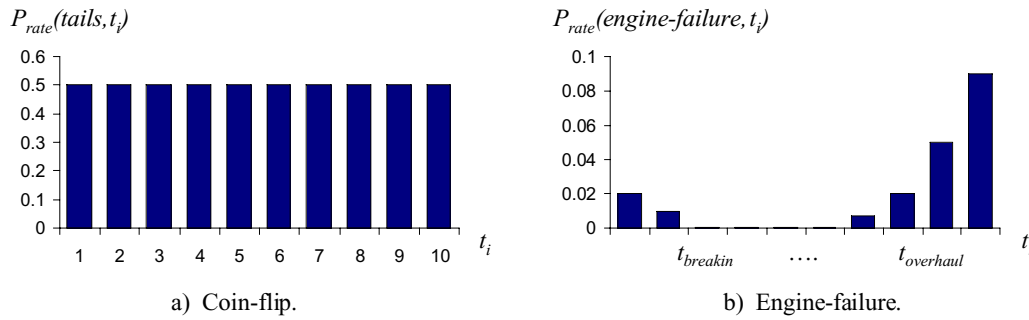 P_rate(tails,t_i)
0.6
0.5
0.4
0.3
0.2
0.1
0
1 2 3 4 5 6 7 8 9 10
t_i
a) Coin-flip.
P_rate(engine-failure, t_i)
0.1
0.08
0.06
0.04
0.02
0
t_breakin .... t_overhaul
t
b) Engine-failure.